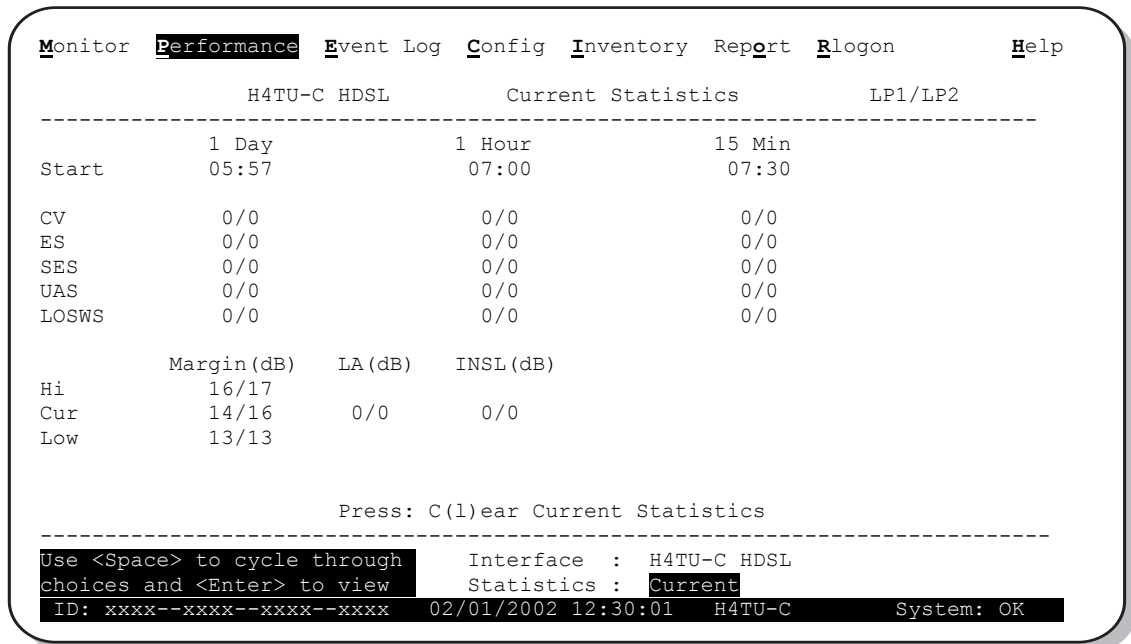 Monitor Performance Event Log Config Inventory Report Rlogon Help
H4TU-C HDSL Current Statistics LP1/LP2
-----------------------------------------------------------------------------
1 Day 1 Hour 15 Min
Start 05:57 07:00 07:30
CV 0/0 0/0 0/0
ES 0/0 0/0 0/0
SES 0/0 0/0 0/0
UAS 0/0 0/0 0/0
LOSWS 0/0 0/0 0/0
Margin(dB) LA(dB) INSL(dB)
Hi 16/17
Cur 14/16 0/0 0/0
Low 13/13
Press: C(l)ear Current Statistics
------------------------------------------------------------------------------
Use <Space> to cycle through Interface : H4TU-C HDSL
choices and <Enter> to view Statistics : Current
ID: xxxx--xxxx--xxxx--xxxx 02/01/2002 12:30:01 H4TU-C System: OK